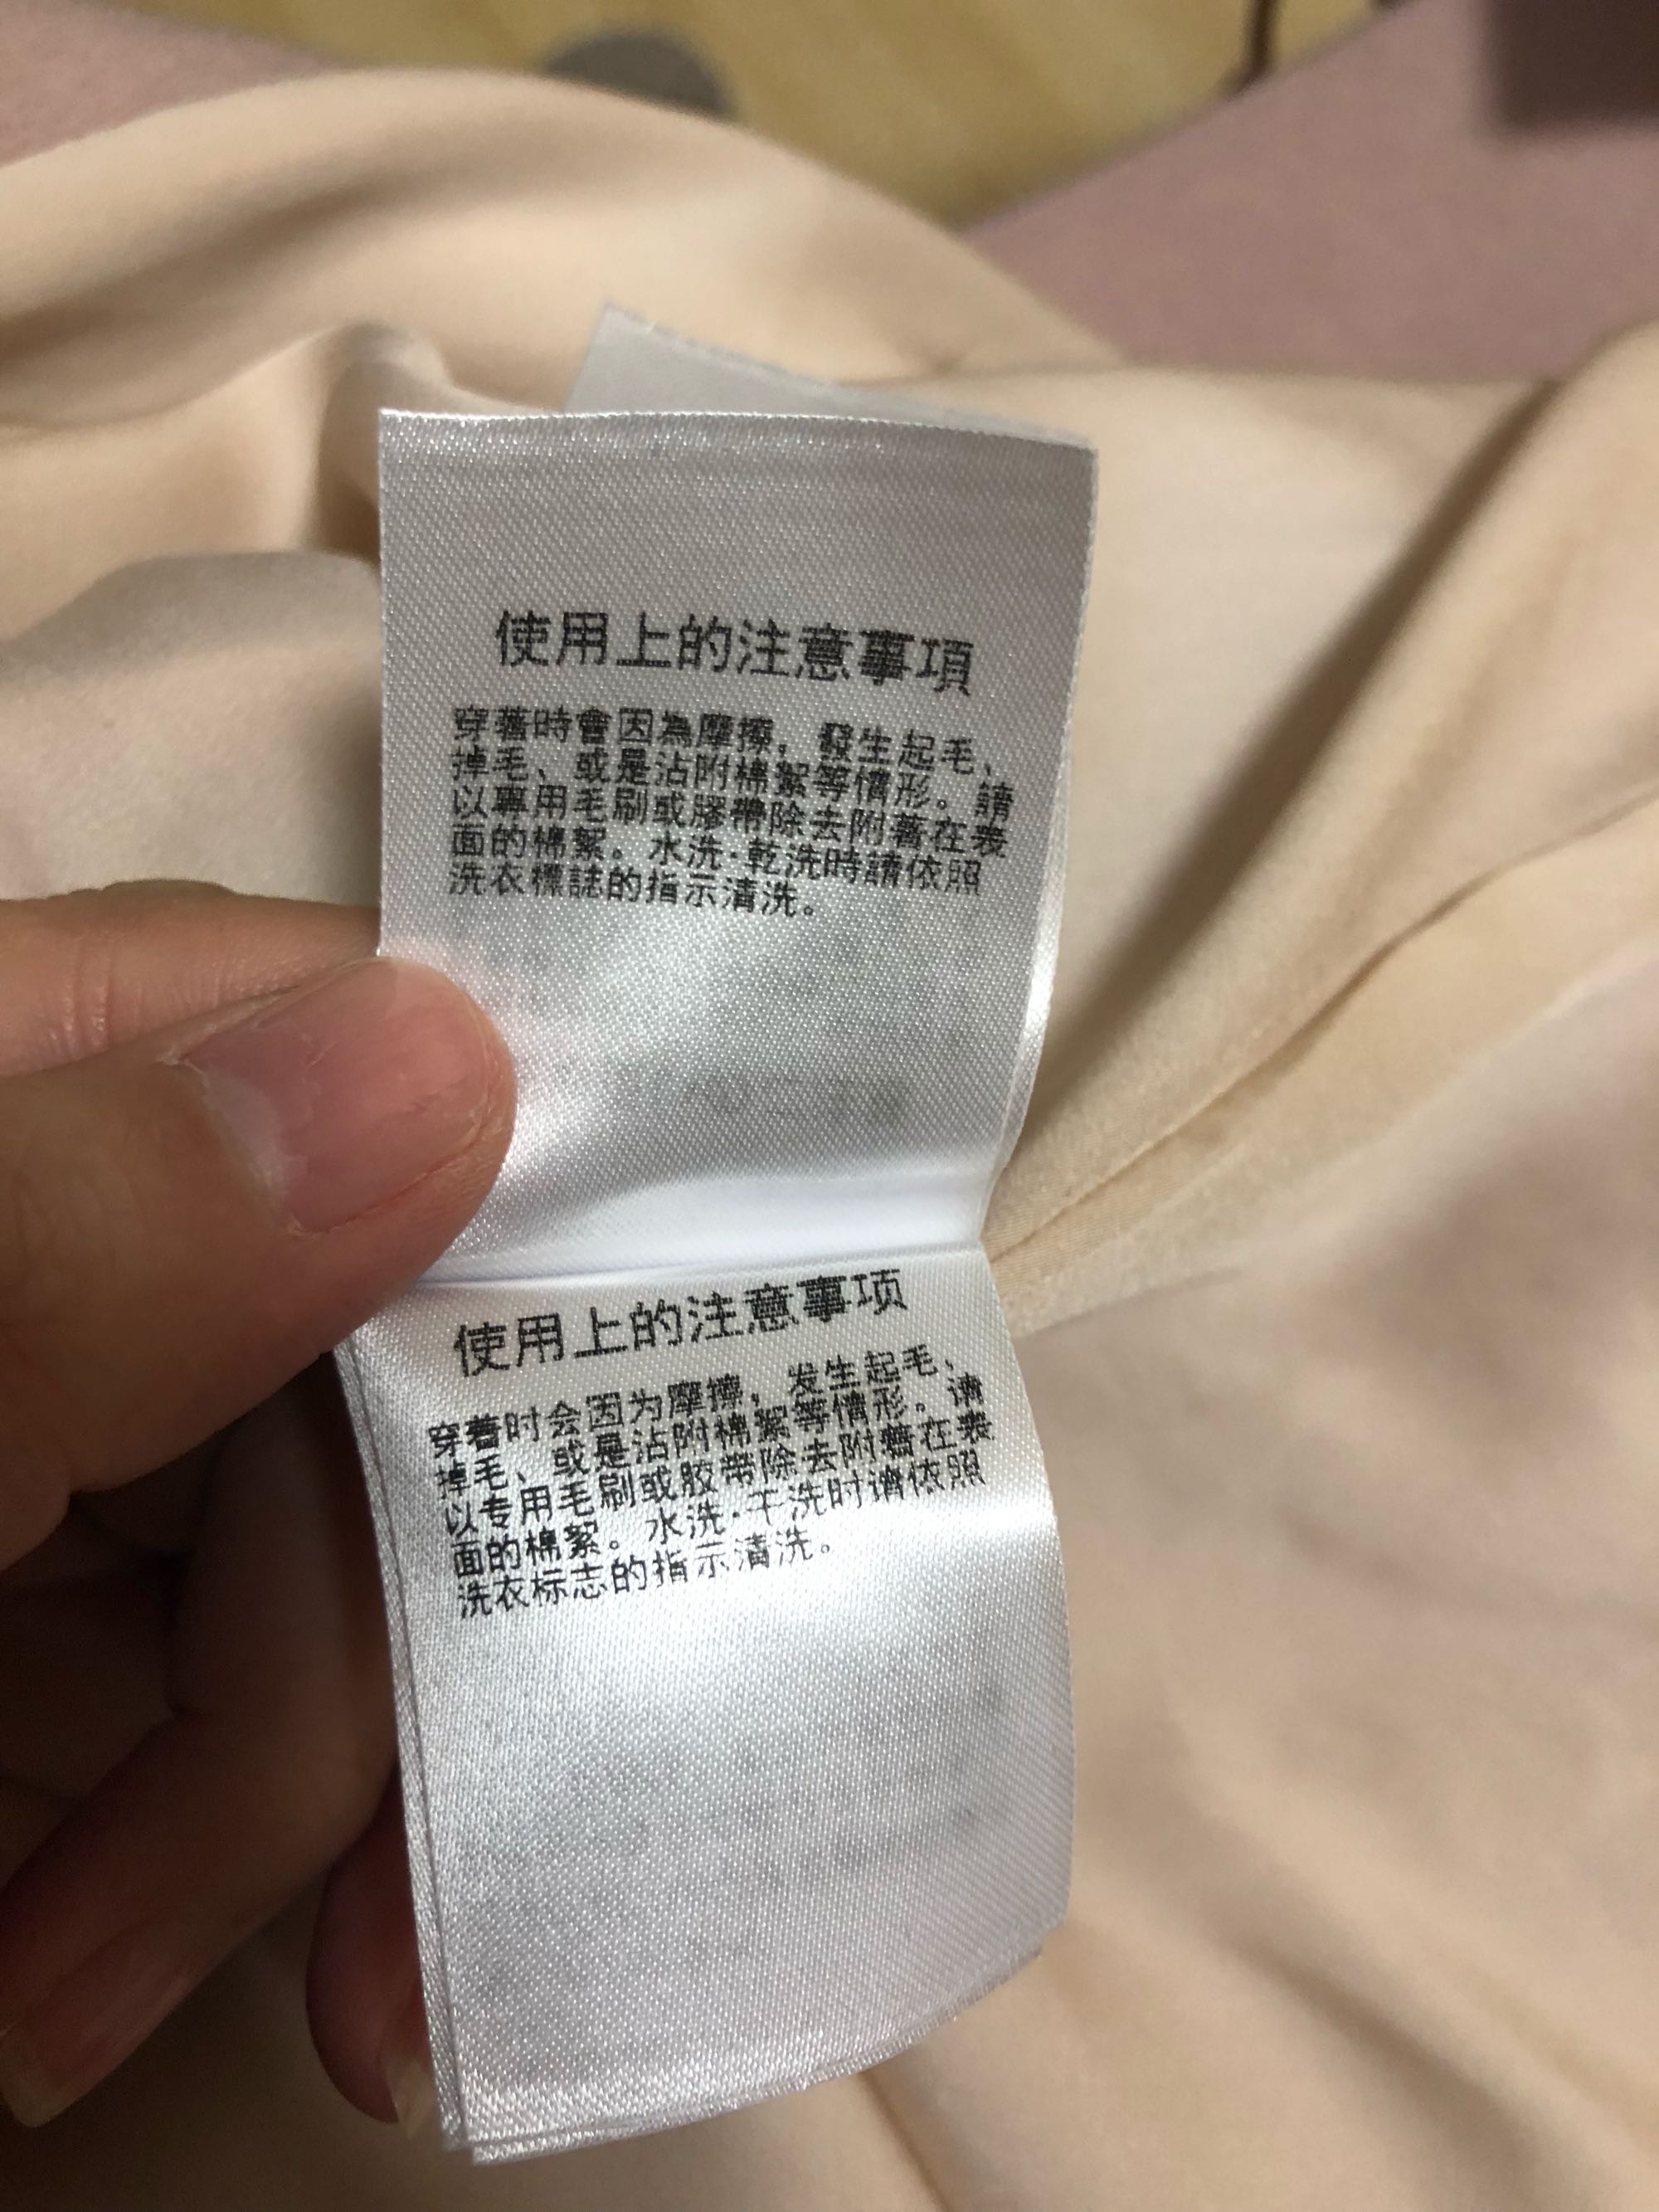 使用上的注意事項
穿著時會因為摩擦，發生起毛、
掉毛、或是沾附棉絮等情形。請
以專用毛刷或膠帶除去附著在表
面的棉絮。水洗·乾洗時請依照
洗衣標誌的指示清洗。
使用上的注意事项
穿着时会因为摩擦，发生起毛、
掉毛、或是沾附棉絮等情形。请
以专用毛刷或胶带除去附着在表
面的棉絮。水洗·干洗时请依照
洗衣标志的指示清洗。